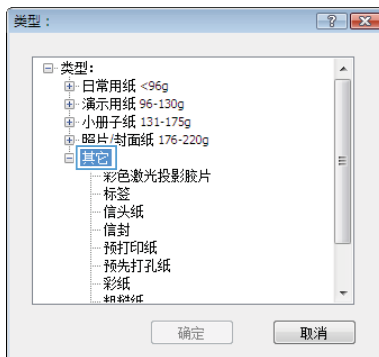 类型：
类型:
日常用纸 <96g
演示用纸 96-130g
小册子纸 131-175g
照片/封面纸 176-220g
其它
彩色激光投影胶片
标签
信头纸
信封
预打印纸
预先打孔纸
彩纸
粗糙纸
确定
取消